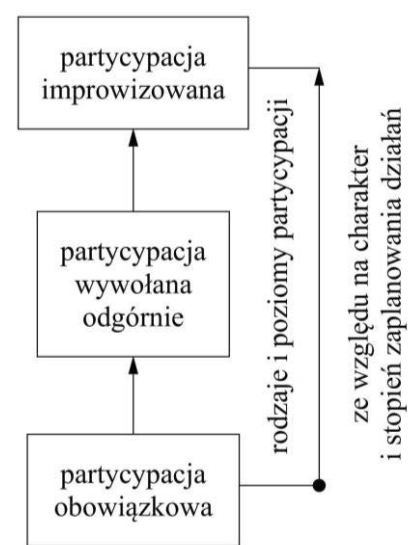 partycypacja
improwizowana
partycypacja
wywołana
odgórnie
partycypacja
obowiązkowa
rodzaje i poziomy partycypacji
ze względu na charakter
i stopień zaplanowania działań